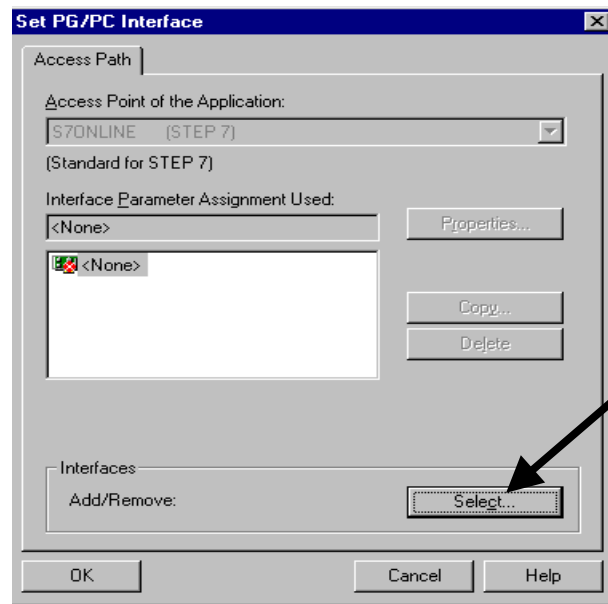 Set PG/PC Interface
Access Path
Access Point of the Application:
S7ONLINE (STEP 7)
(Standard for STEP 7)
Interface Parameter Assignment Used:
<None>
Properties...
<None>
Copy...
Delete
Interfaces
Add/Remove:
Select...
OK
Cancel
Help